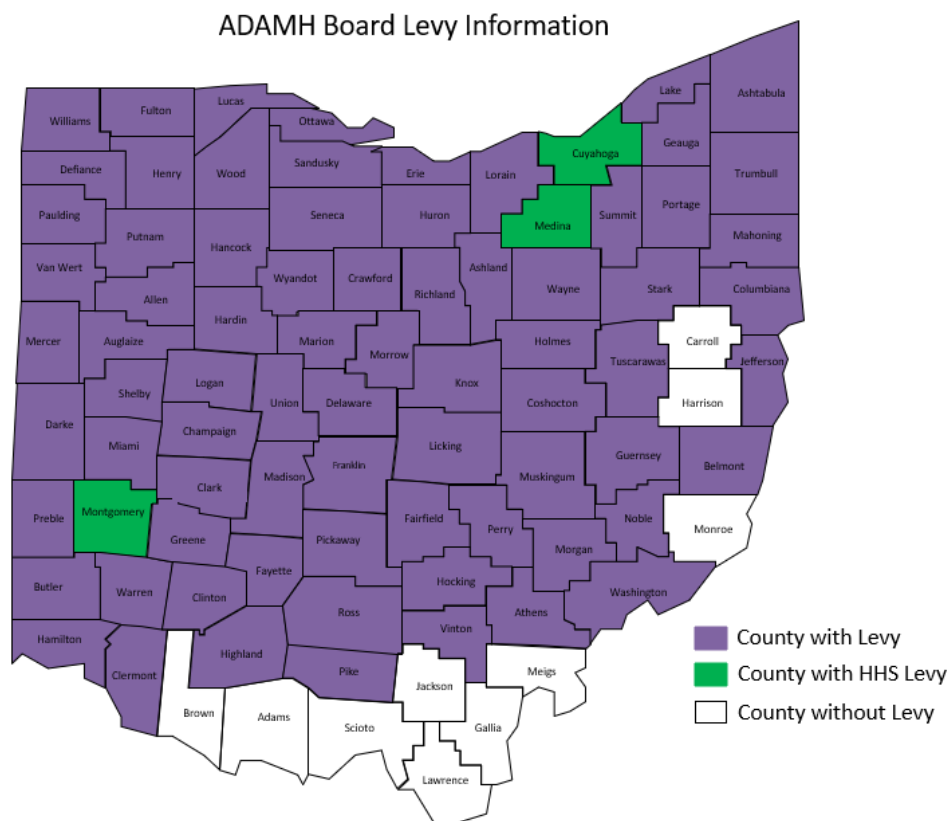 ADAMH Board Levy Information
Lake
Ashtabula
Lucas
Fulton
Williams
Ottawa
Geauga
Cuyahoga
Sandusky
Defiance
Henry
Wood
Erie
Lorain
Trumbull
Portage
Paulding
Seneca
Huron
Summit
Medina
Putnam
Mahoning
Hancock
Van Wert
Ashland
Wyandot
Crawford
Richland
Wayne
Stark
Columbiana
Allen
Hardin
Mercer
Auglaize
Marion
Morrow
Holmes
Carroll
Tuscarawas
Jefferson
Logan
Knox
Shelby
Union
Delaware
Coshocton
Harrison
Darke
Champaign
Miami
Licking
Madison
Franklin
Muskingum
Guernsey
Belmont
Clark
Montgomery
Preble
Fairfield
Perry
Noble
Monroe
Greene
Pickaway
Morgan
Fayette
Hocking
Butler
Warren
Clinton
Washington
Ross
Athens
Vinton
Hamilton
Highland
Clermont
Pike
Meigs
Jackson
Brown
Adams
Scioto
Gallia
Lawrence
County with Levy
County with HHS Levy
County without Levy